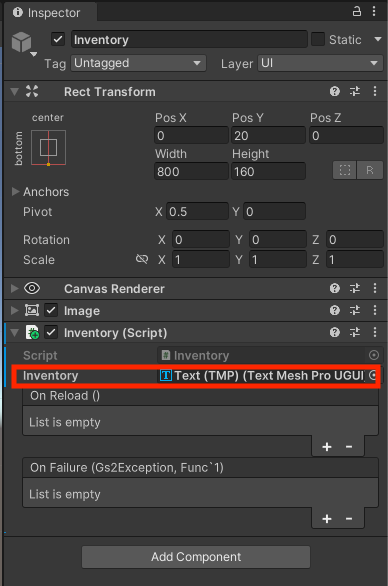 Inspector
Inventory
Static
Tag Untagged Layer UI
Rect Transform
center
bottom
Pos X Pos Y Pos Z
0 20 0
Width Height
800 160
R
Anchors
Pivot X 0.5 Y 0
Rotation X 0 Y 0 Z 0
Scale X 1 Y 1 Z 1
Canvas Renderer
Image
Inventory (Script)
Script # Inventory
Inventory T Text (TMP) (Text Mesh Pro UGUI
On Reload ()
List is empty
+ -
On Failure (Gs2Exception, Func`1)
List is empty
+ -
Add Component